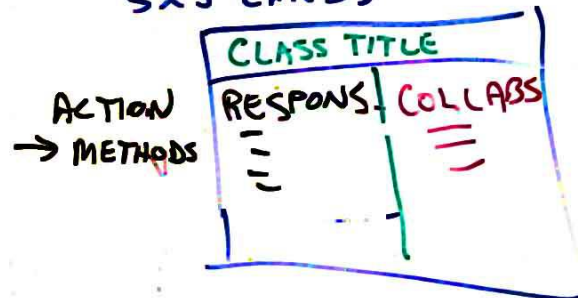 CLASS TITLE
ACTION RESPONS. COLLABS
→ METHODS